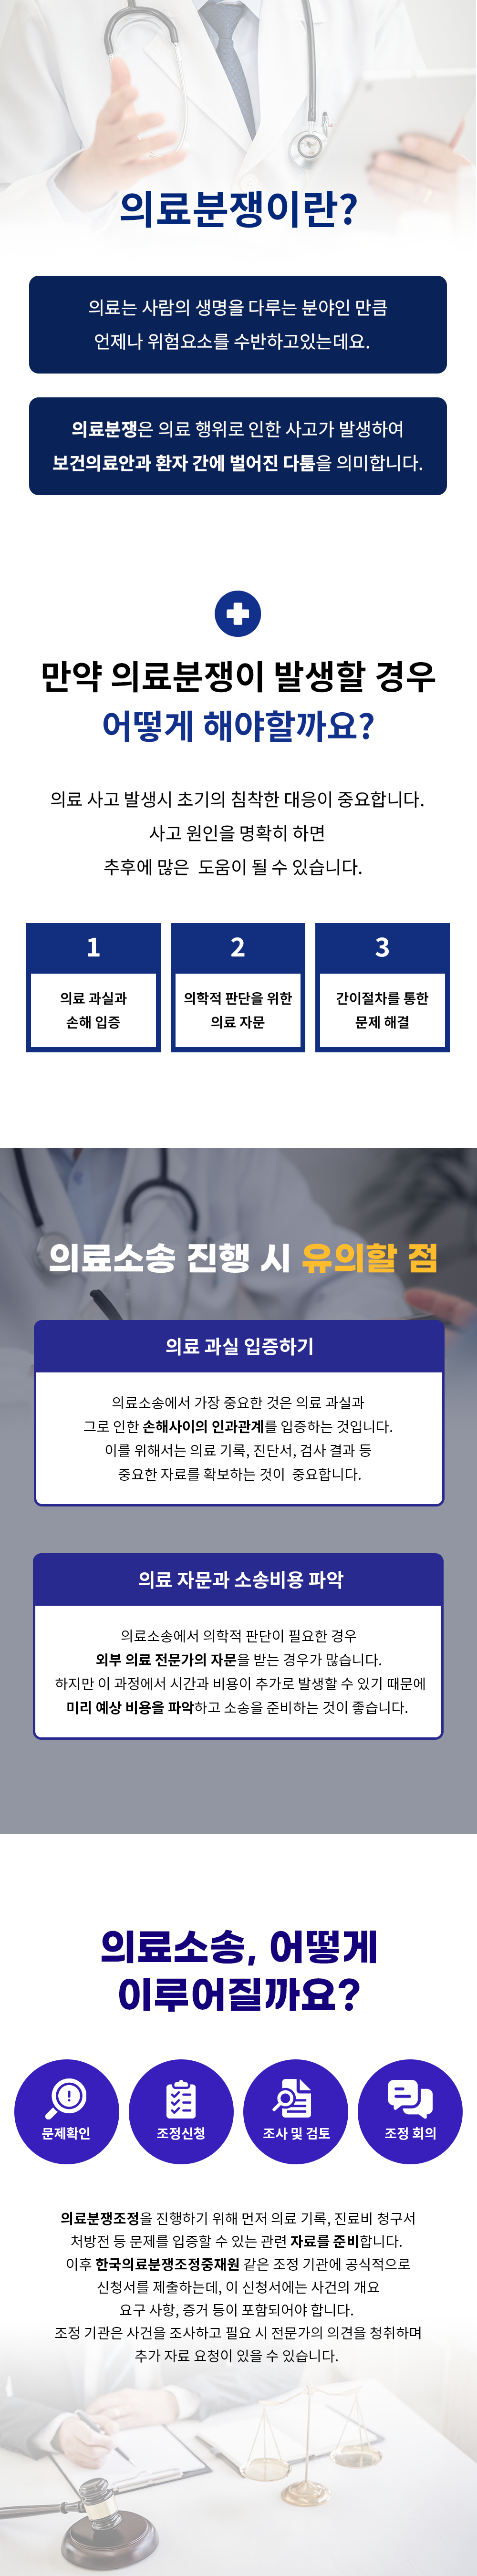 의료분쟁이란?
의료는 사람의 생명을 다루는 분야인 만큼
언제나 위험요소를 수반하고있는데요.
의료분쟁은 의료 행위로 인한 사고가 발생하여
보건의료안과 환자 간에 벌어진 다툼을 의미합니다.
만약 의료분쟁이 발생할 경우
어떻게 해야할까요?
의료 사고 발생시 초기의 침착한 대응이 중요합니다.
사고 원인을 명확히 하면
추후에 많은 도움이 될 수 있습니다.
1
의료 과실과
손해 입증
2
의학적 판단을 위한
의료 자문
3
간이절차를 통한
문제 해결
의료소송 진행 시 유의할 점
의료 과실 입증하기
의료소송에서 가장 중요한 것은 의료 과실과
그로 인한 손해사이의 인과관계를 입증하는 것입니다.
이를 위해서는 의료 기록, 진단서, 검사 결과 등
중요한 자료를 확보하는 것이 중요합니다.
의료 자문과 소송비용 파악
의료소송에서 의학적 판단이 필요한 경우
외부 의료 전문가의 자문을 받는 경우가 많습니다.
하지만 이 과정에서 시간과 비용이 추가로 발생할 수 있기 때문에
미리 예상 비용을 파악하고 소송을 준비하는 것이 좋습니다.
의료소송, 어떻게
이루어질까요?
문제확인
조정신청
조사 및 검토
조정 회의
의료분쟁조정을 진행하기 위해 먼저 의료 기록, 진료비 청구서
처방전 등 문제를 입증할 수 있는 관련 자료를 준비합니다.
이후 한국의료분쟁조정중재원 같은 조정 기관에 공식적으로
신청서를 제출하는데, 이 신청서에는 사건의 개요
요구 사항, 증거 등이 포함되어야 합니다.
조정 기관은 사건을 조사하고 필요 시 전문가의 의견을 청취하며
추가 자료 요청이 있을 수 있습니다.